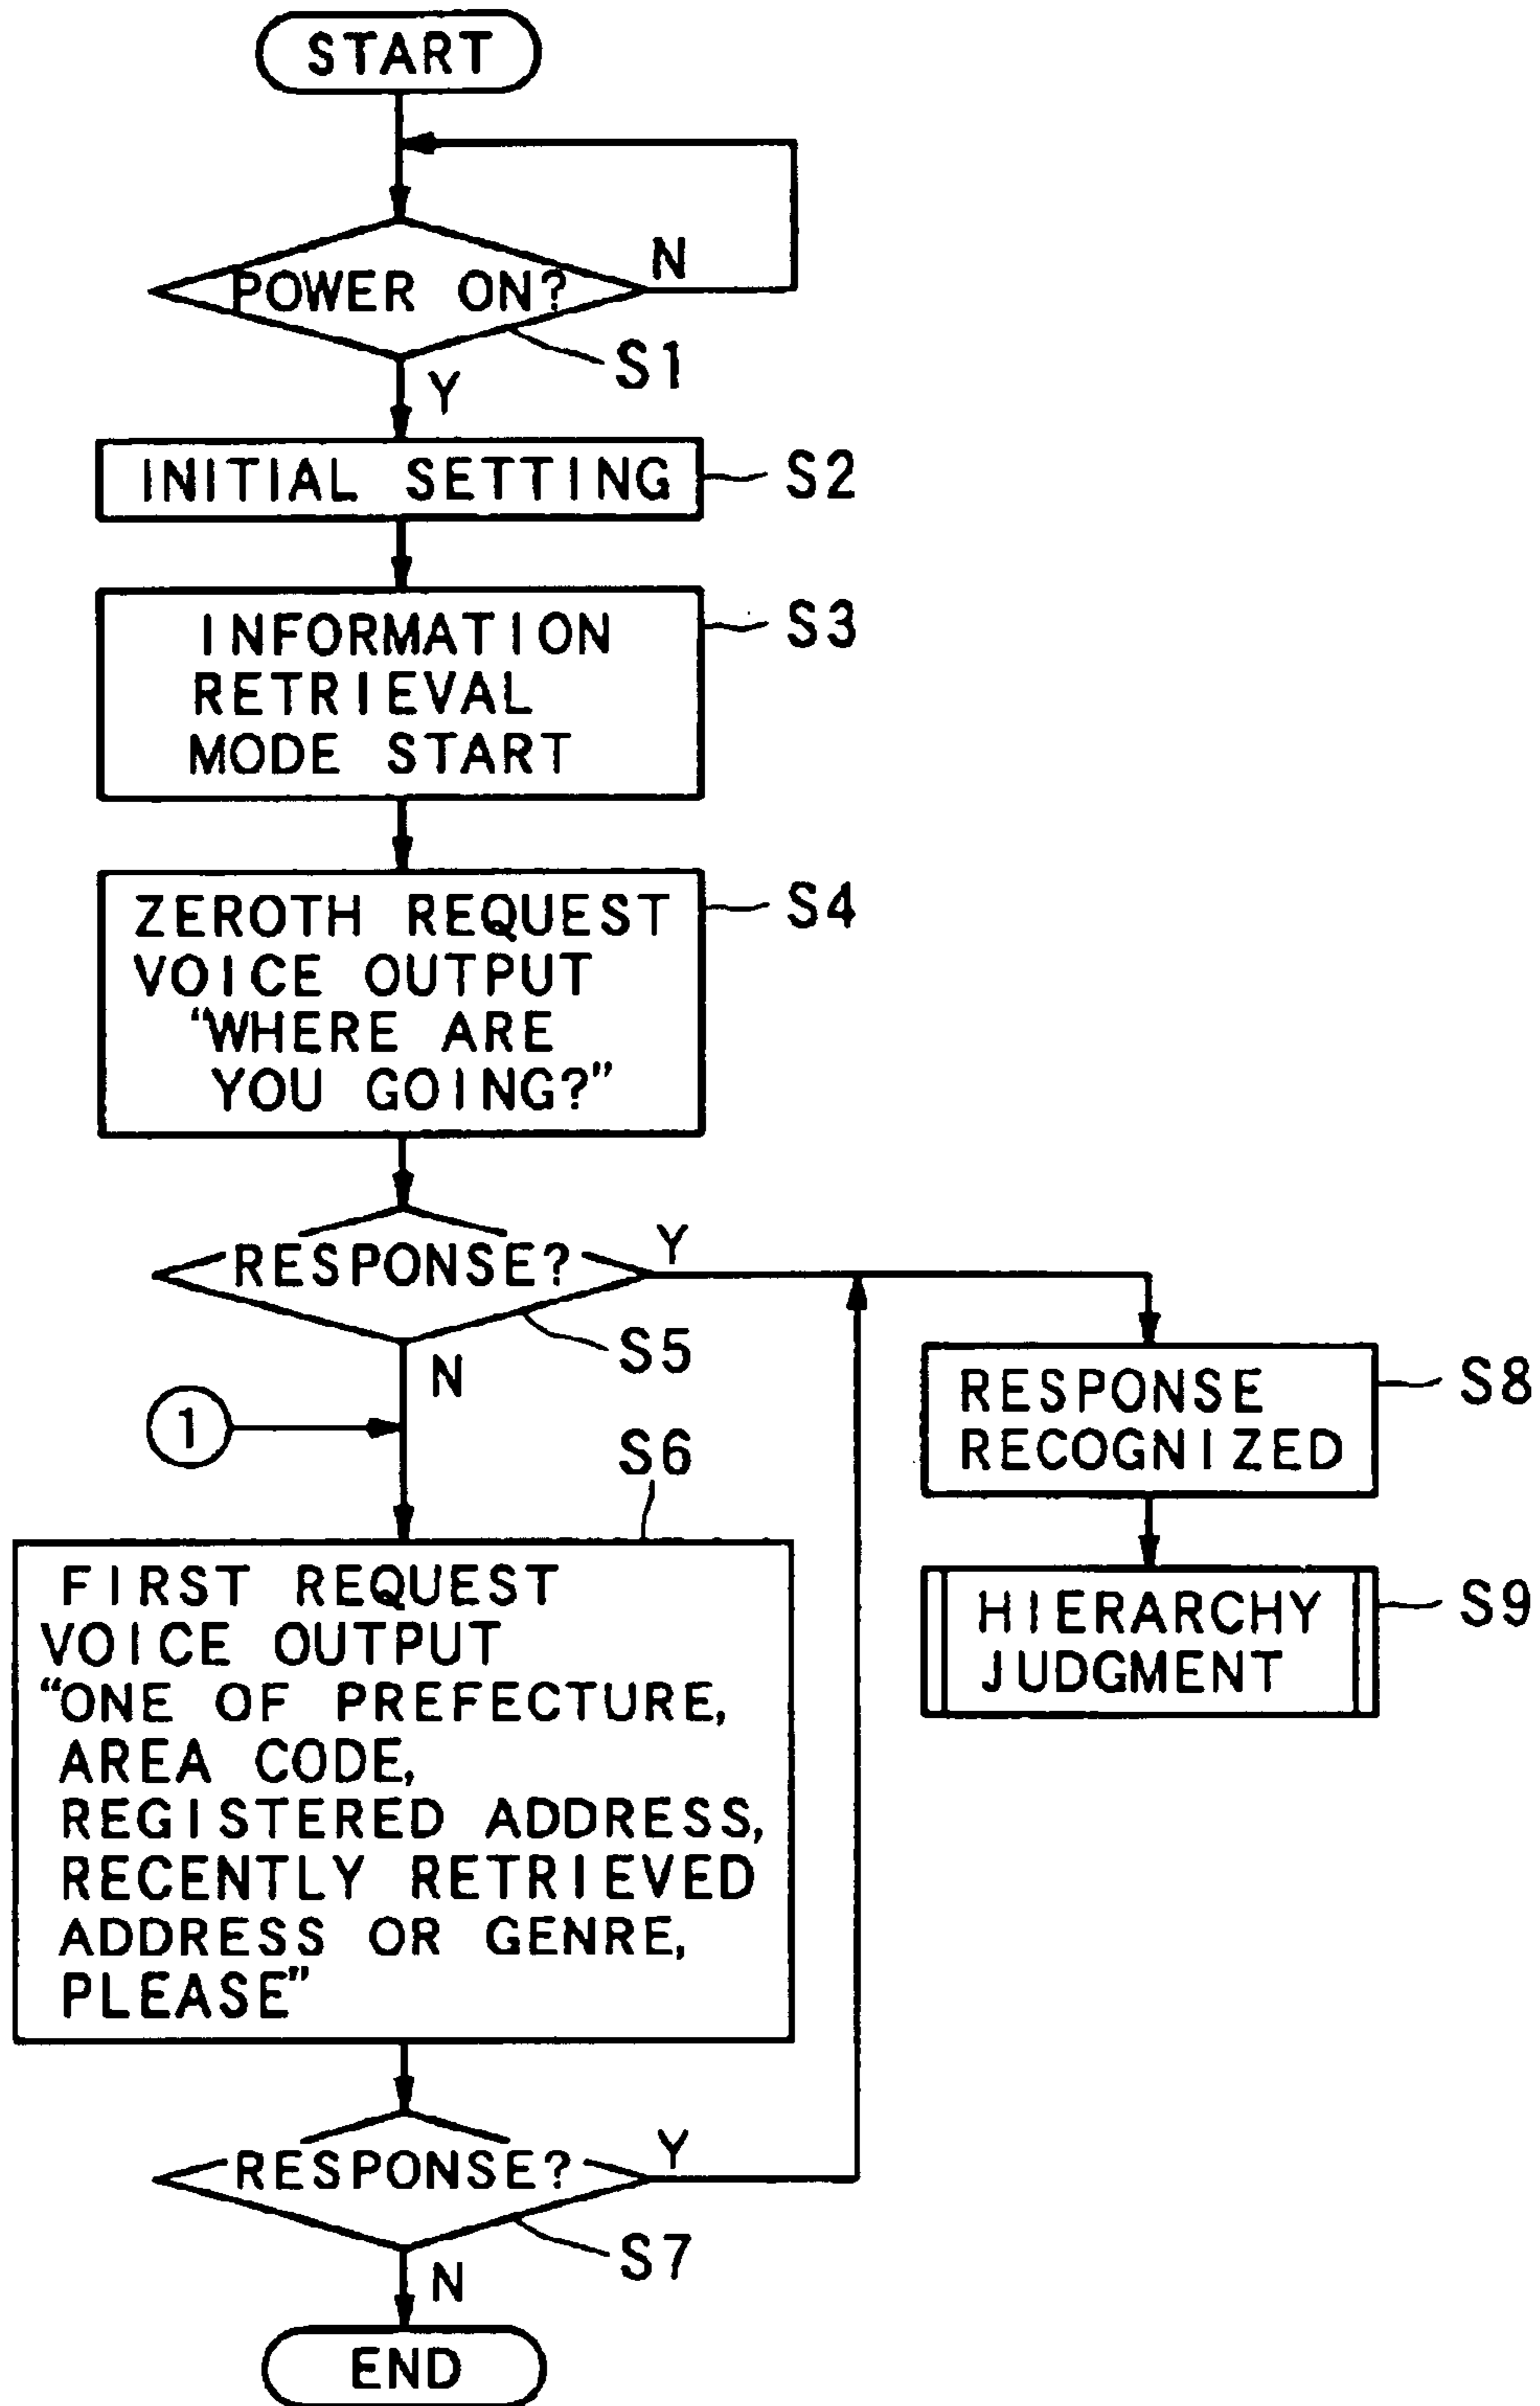 START
POWER ON?
N
S1
Y
INITIAL SETTING
S2
INFORMATION
RETRIEVAL
MODE START
S3
ZEROTH REQUEST
VOICE OUTPUT
“WHERE ARE
YOU GOING?”
S4
RESPONSE?
Y
S5
N
1
S6
FIRST REQUEST
VOICE OUTPUT
“ONE OF PREFECTURE,
AREA CODE,
REGISTERED ADDRESS,
RECENTLY RETRIEVED
ADDRESS OR GENRE,
PLEASE”
RESPONSE?
Y
S7
N
END
RESPONSE
RECOGNIZED
S8
HIERARCHY
JUDGMENT
S9